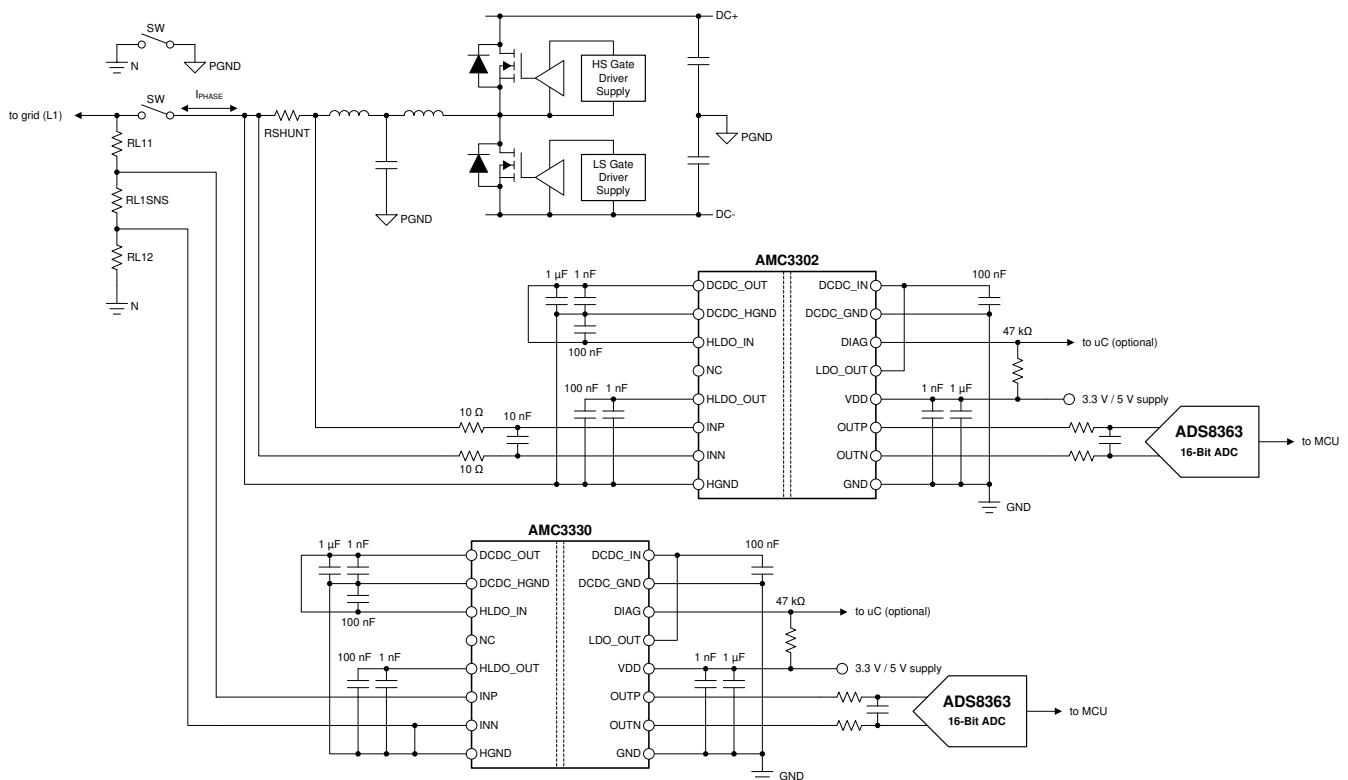 SW
N
PGND
DC+
HS Gate
Driver
Supply
to grid (L1)
SW
IPHASE
RSHUNT
PGND
RL11
RL1SNS
RL12
N
LS Gate
Driver
Supply
PGND
DC-
AMC3302
1 µF
1 nF
100 nF
100 nF
1 nF
10 Ω
10 nF
10 Ω
DCDC_OUT
DCDC_HGND
HLDO_IN
NC
HLDO_OUT
INP
INN
HGND
DCDC_IN
DCDC_GND
DIAG
LDO_OUT
VDD
OUTP
OUTN
GND
100 nF
47 kΩ
to uC (optional)
1 nF
1 µF
3.3 V / 5 V supply
ADS8363
16-Bit ADC
to MCU
GND
AMC3330
1 µF
1 nF
100 nF
100 nF
1 nF
DCDC_OUT
DCDC_HGND
HLDO_IN
NC
HLDO_OUT
INP
INN
HGND
DCDC_IN
DCDC_GND
DIAG
LDO_OUT
VDD
OUTP
OUTN
GND
100 nF
47 kΩ
to uC (optional)
1 nF
1 µF
3.3 V / 5 V supply
ADS8363
16-Bit ADC
to MCU
GND